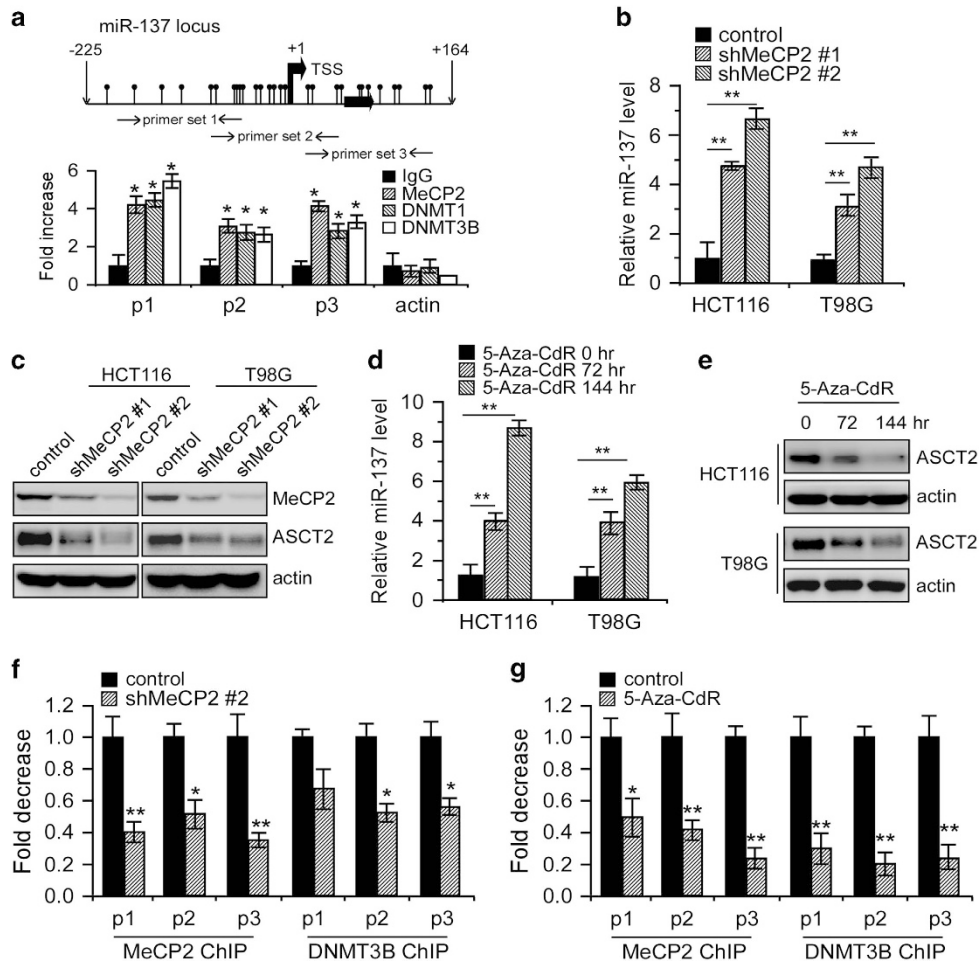 a
miR-137 locus
-225
+1
+164
TSS
primer set 1
primer set 2
primer set 3
IgG
MeCP2
DNMT1
DNMT3B
Fold increase
6
4
2
0
* * *
* * *
* * *
p1 p2 p3 actin
b
control
shMeCP2 #1
shMeCP2 #2
Relative miR-137 level
8
6
4
2
0
** **
** **
HCT116 T98G
c
HCT116 T98G
control shMeCP2 #1 shMeCP2 #2 control shMeCP2 #1 shMeCP2 #2
MeCP2
ASCT2
actin
d
5-Aza-CdR 0 hr
5-Aza-CdR 72 hr
5-Aza-CdR 144 hr
Relative miR-137 level
10
8
6
4
2
0
** **
** **
HCT116 T98G
e
5-Aza-CdR
0 72 144 hr
HCT116
ASCT2
actin
T98G
ASCT2
actin
f
control
shMeCP2 #2
Fold decrease
1.2
1.0
0.8
0.6
0.4
0.2
0.0
** * ** * *
p1 p2 p3 p1 p2 p3
MeCP2 ChIP DNMT3B ChIP
g
control
5-Aza-CdR
Fold decrease
1.2
1.0
0.8
0.6
0.4
0.2
0.0
* ** ** ** ** **
p1 p2 p3 p1 p2 p3
MeCP2 ChIP DNMT3B ChIP